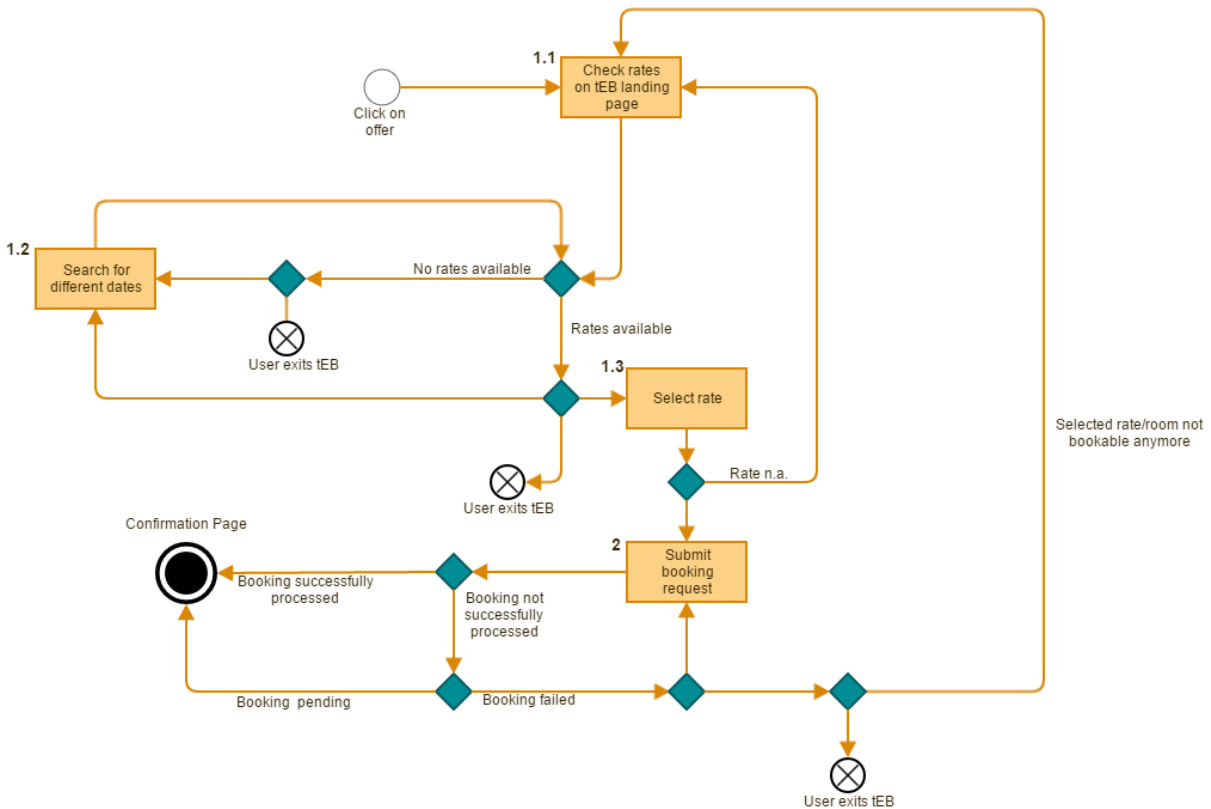 1.1
Check rates
on tEB landing
page
Click on
offer
1.2
Search for
different dates
No rates available
User exits tEB
Rates available
1.3
Select rate
Selected rate/room not
bookable anymore
Rate n.a.
User exits tEB
Confirmation Page
2
Submit
booking
request
Booking successfully
processed
Booking not
successfully
processed
Booking pending
Booking failed
User exits tEB